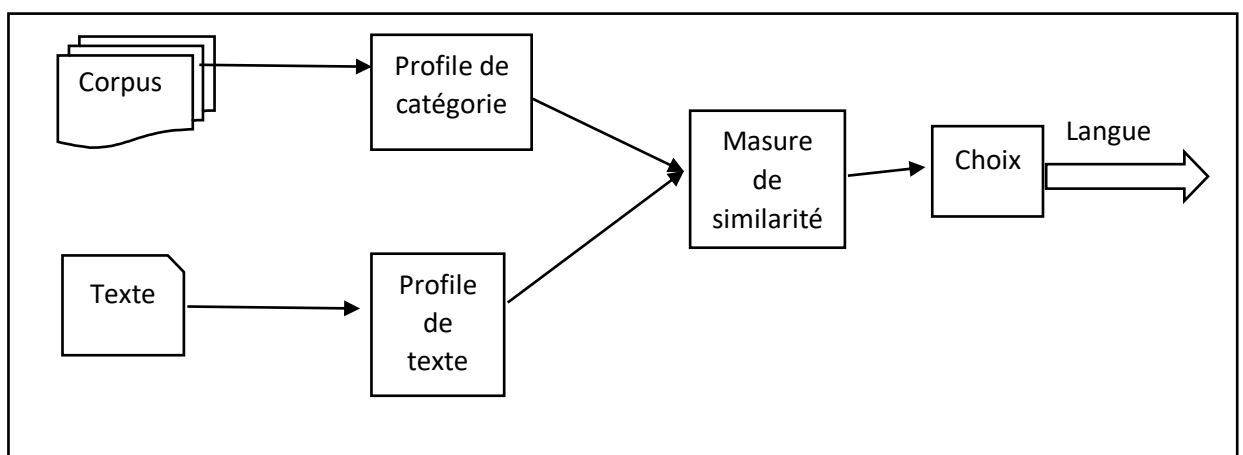 Corpus
Profile de
catégorie
Masure
de
similarité
Choix
Langue
Texte
Profile
de
texte